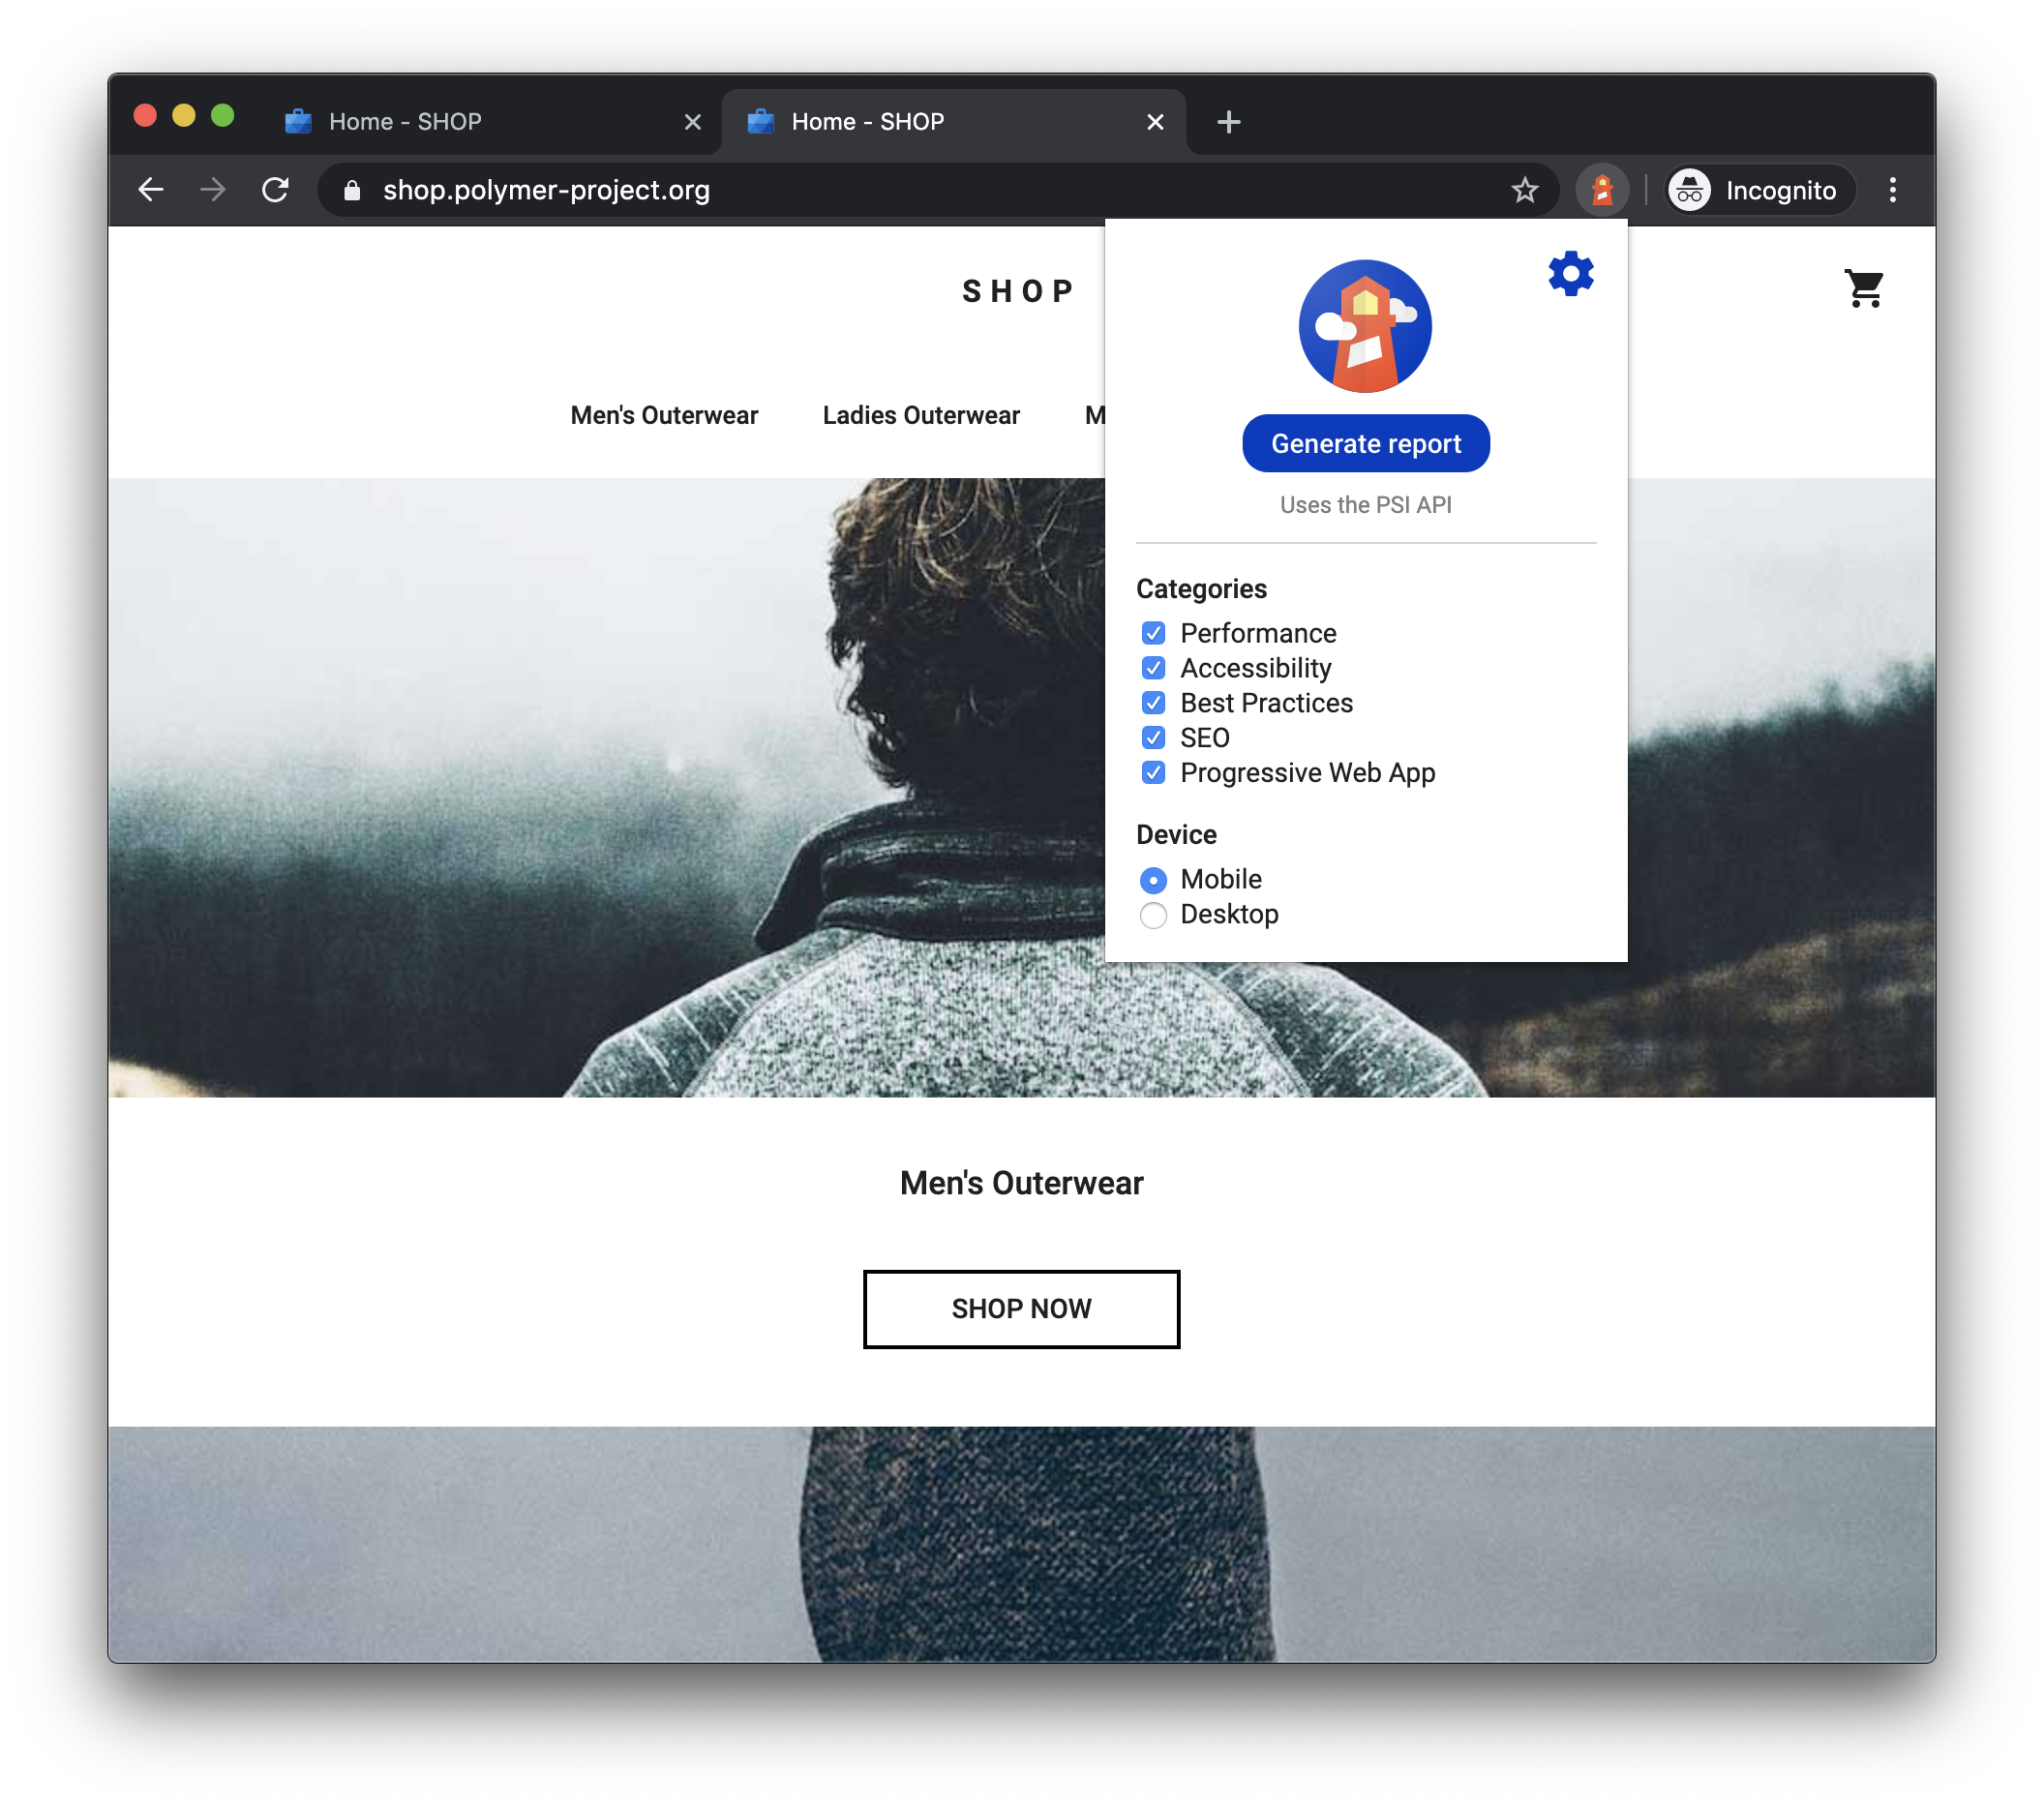 Home - SHOP
Home - SHOP
shop.polymer-project.org
Incognito
SHOP
Men's Outerwear
Ladies Outerwear
M
Generate report
Uses the PSI API
Categories
Performance
Accessibility
Best Practices
SEO
Progressive Web App
Device
Mobile
Desktop
Men's Outerwear
SHOP NOW